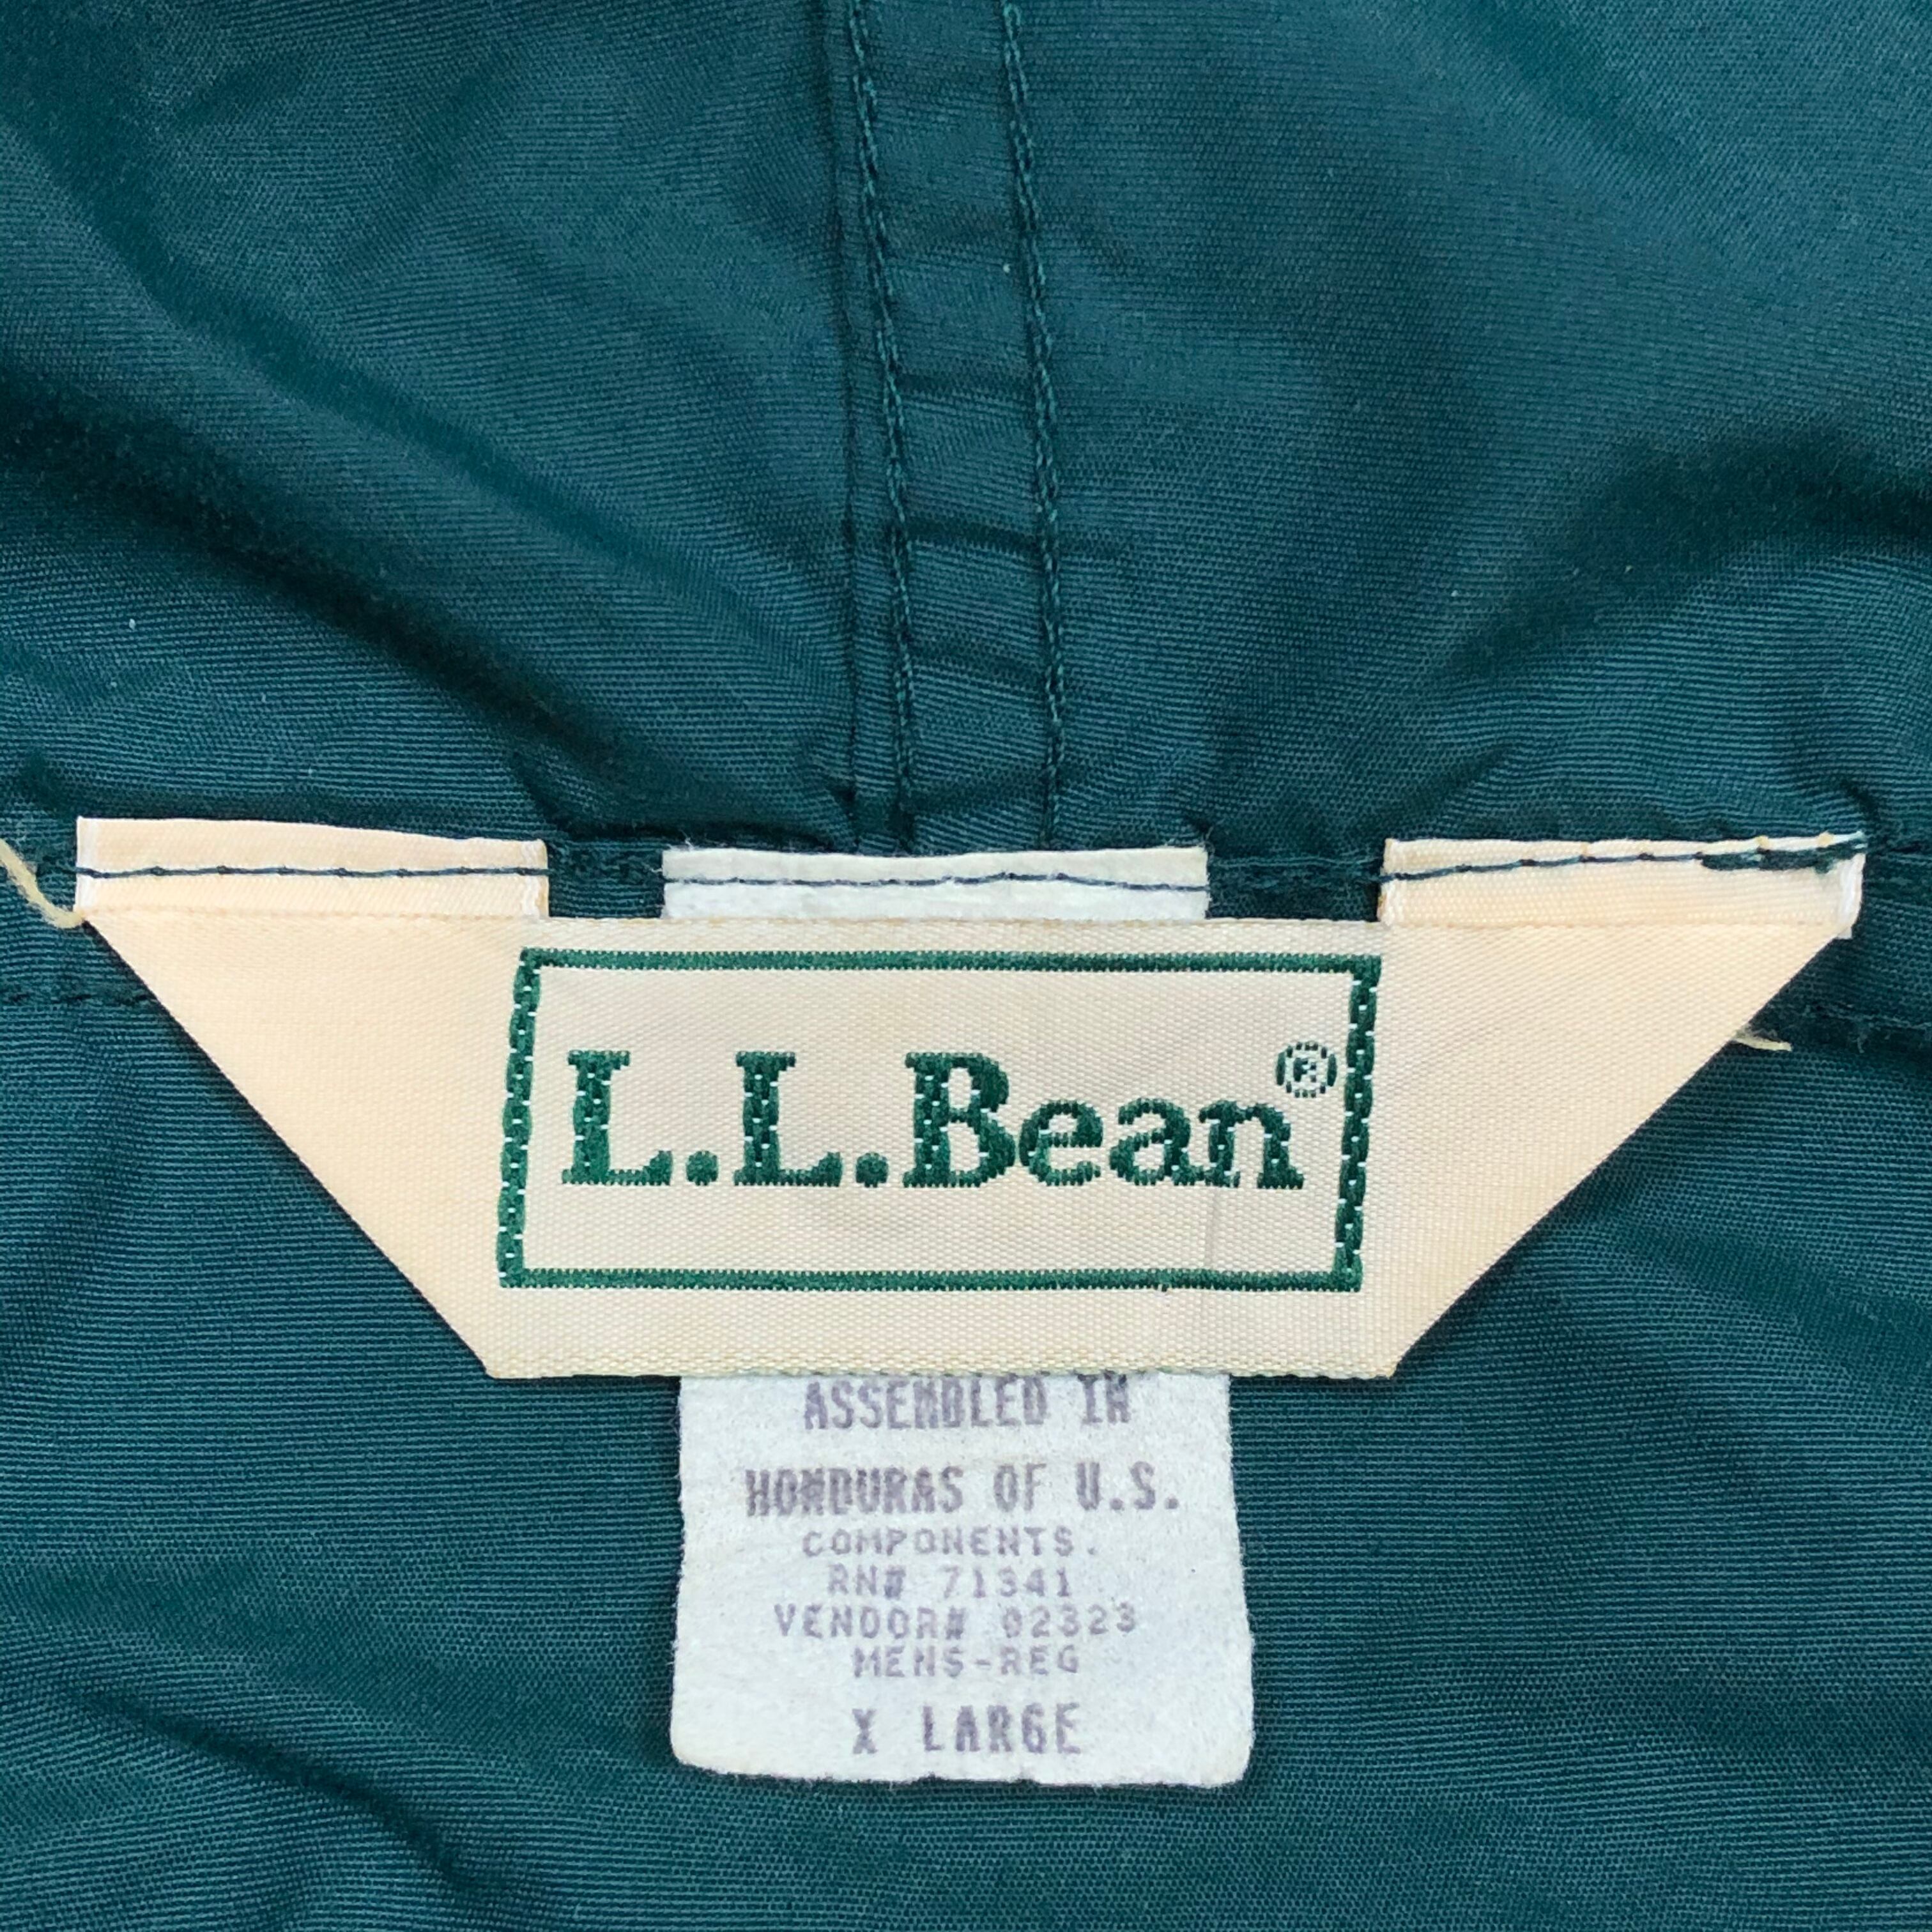 L.L.Bean®
ASSEMBLED IN
HONDURAS OF U.S.
COMPONENTS.
RN# 71341
VENDOR# 02323
MENS-REG
X LARGE